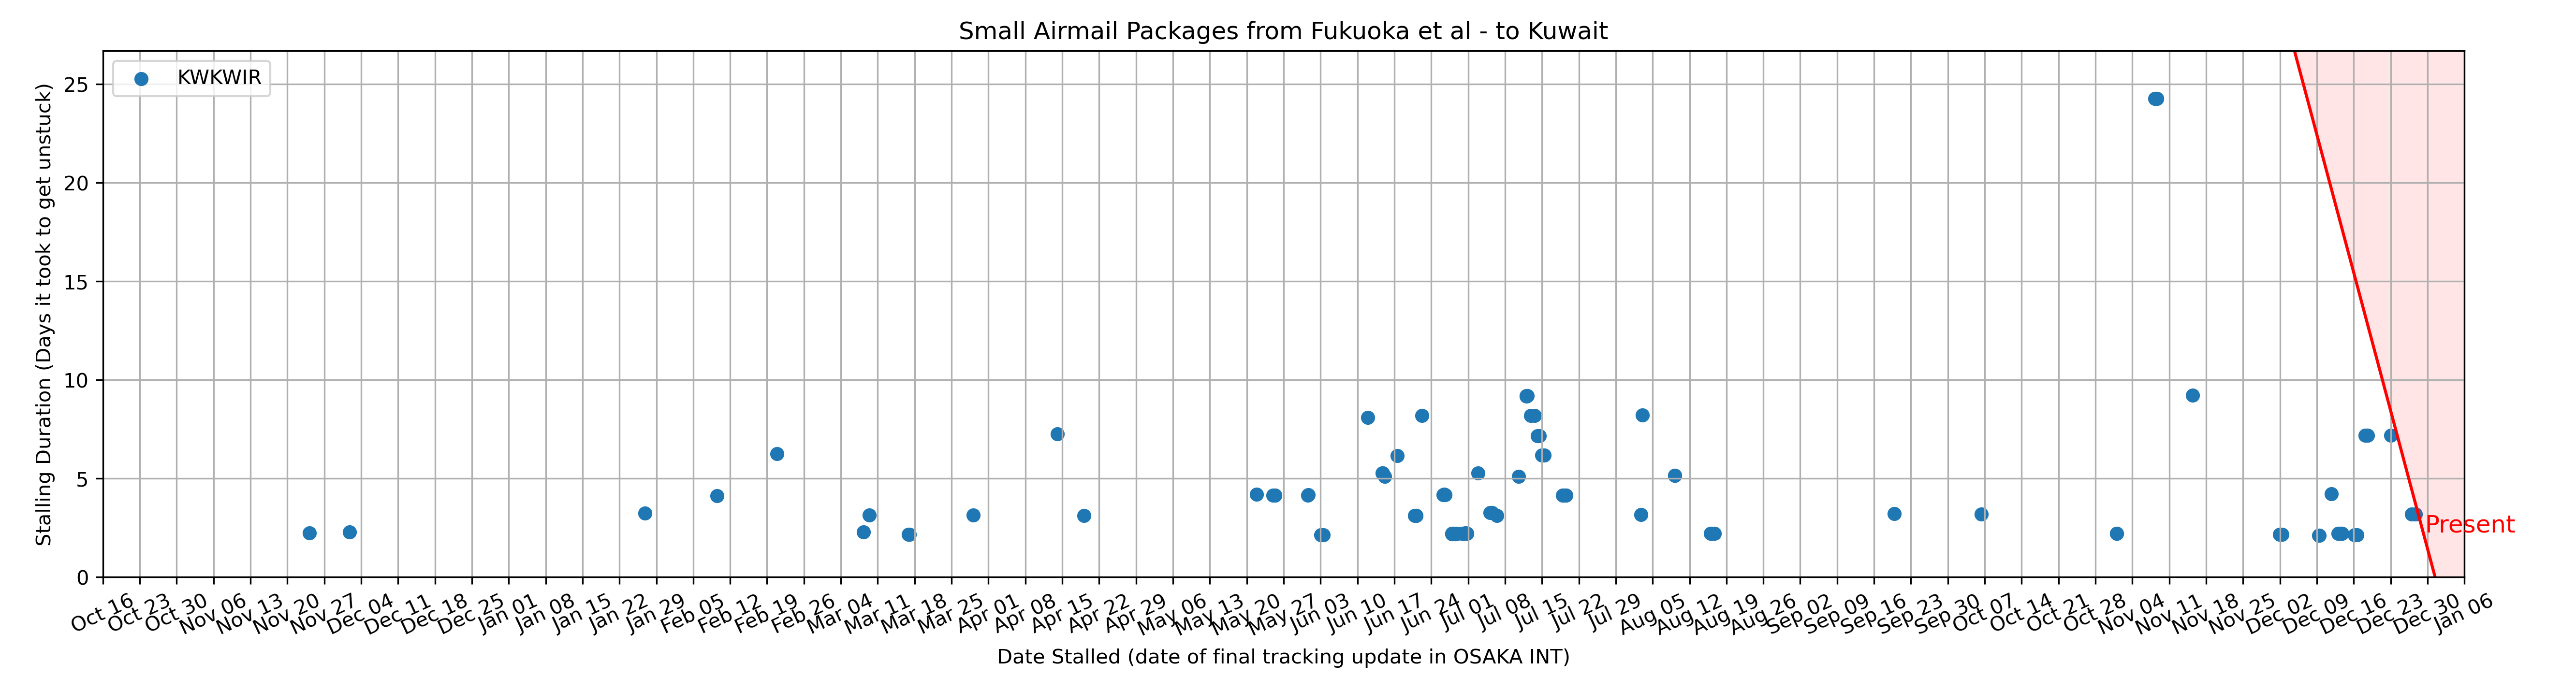 Small Airmail Packages from Fukuoka et al - to Kuwait
KWKWIR
Stalling Duration (Days it took to get unstuck)
25
20
15
10
5
0
Present
Oct 16 Oct 23 Oct 30 Nov 06 Nov 13 Nov 20 Nov 27 Dec 04 Dec 11 Dec 18 Dec 25 Jan 01 Jan 08 Jan 15 Jan 22 Jan 29 Feb 05 Feb 12 Feb 19 Feb 26 Mar 04 Mar 11 Mar 18 Mar 25 Apr 01 Apr 08 Apr 15 Apr 22 Apr 29 May 06 May 13 May 20 May 27 Jun 03 Jun 10 Jun 17 Jun 24 Jul 01 Jul 08 Jul 15 Jul 22 Jul 29 Aug 05 Aug 12 Aug 19 Aug 26 Sep 02 Sep 09 Sep 16 Sep 23 Sep 30 Oct 07 Oct 14 Oct 21 Oct 28 Nov 04 Nov 11 Nov 18 Nov 25 Dec 02 Dec 09 Dec 16 Dec 23 Dec 30 Jan 06
Date Stalled (date of final tracking update in OSAKA INT)